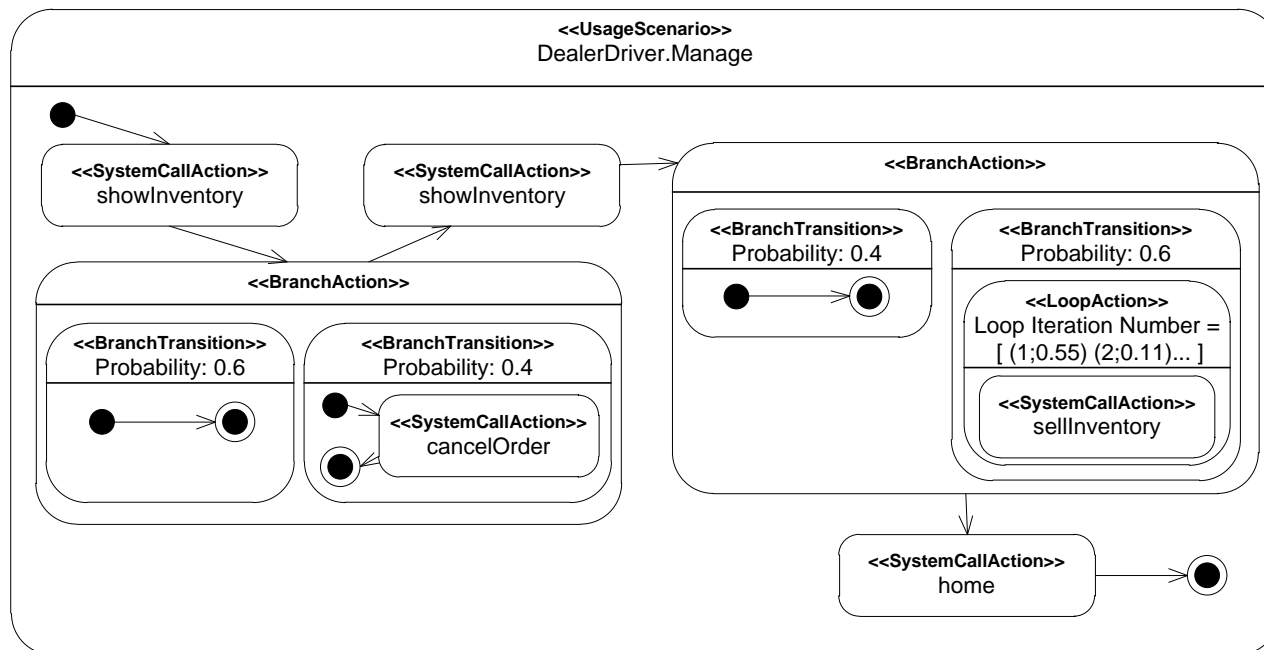 <<UsageScenario>>
DealerDriver.Manage
<<SystemCallAction>>
showInventory
<<SystemCallAction>>
showInventory
<<BranchAction>>
<<BranchTransition>>
Probability: 0.6
<<BranchTransition>>
Probability: 0.4
<<SystemCallAction>>
cancelOrder
<<BranchAction>>
<<BranchTransition>>
Probability: 0.4
<<BranchTransition>>
Probability: 0.6
<<LoopAction>>
Loop Iteration Number =
[ (1;0.55) (2;0.11)... ]
<<SystemCallAction>>
sellInventory
<<SystemCallAction>>
home